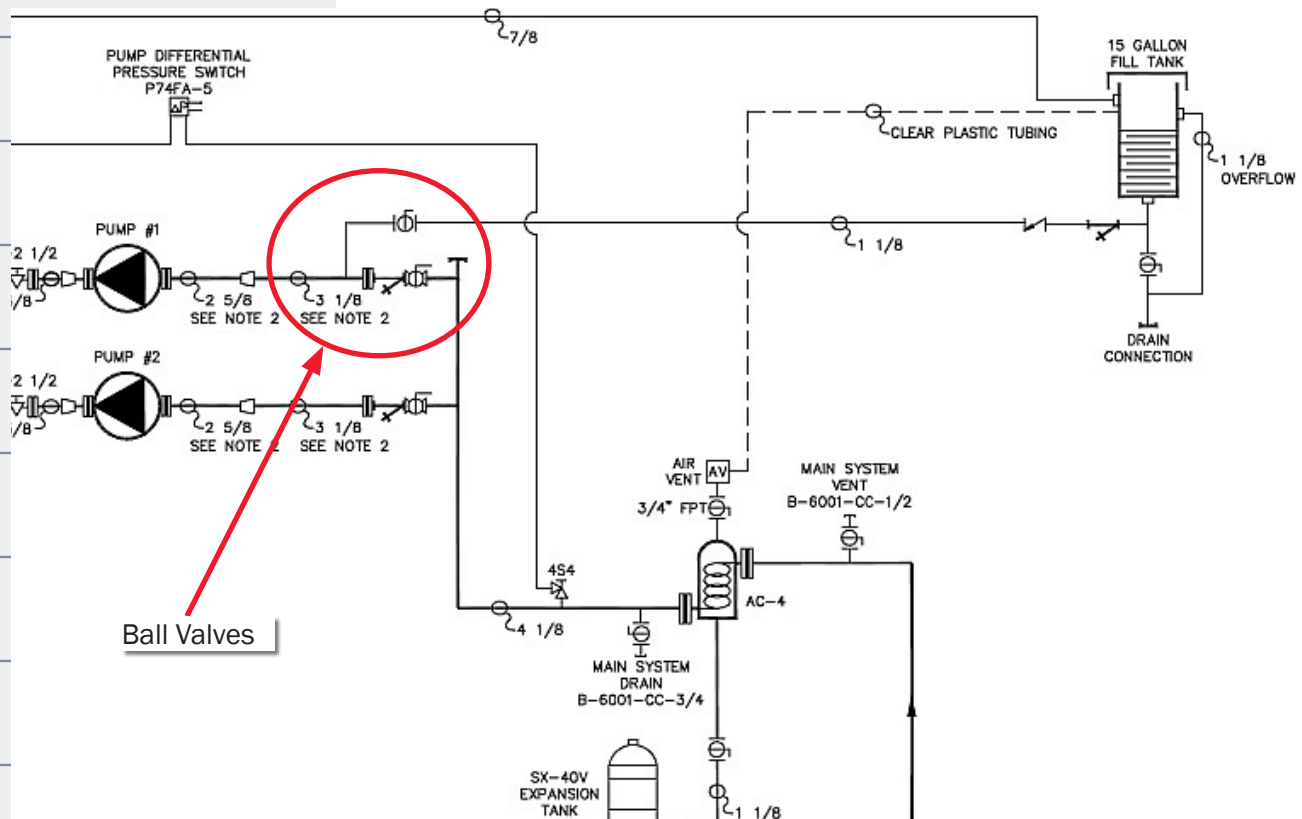 7/8
PUMP DIFFERENTIAL
PRESSURE SWITCH
P74FA-5
ΔP
15 GALLON
FILL TANK
CLEAR PLASTIC TUBING
1 1/8
OVERFLOW
PUMP #1
2 1/2
2 5/8
SEE NOTE 2
3 1/8
SEE NOTE 2
1 1/8
DRAIN
CONNECTION
PUMP #2
2 1/2
2 5/8
SEE NOTE 2
3 1/8
SEE NOTE 2
AIR
VENT
AV
3/4" FPT
MAIN SYSTEM
VENT
B-6001-CC-1/2
4S4
AC-4
4 1/8
Ball Valves
MAIN SYSTEM
DRAIN
B-6001-CC-3/4
SX-40V
EXPANSION
TANK
1 1/8